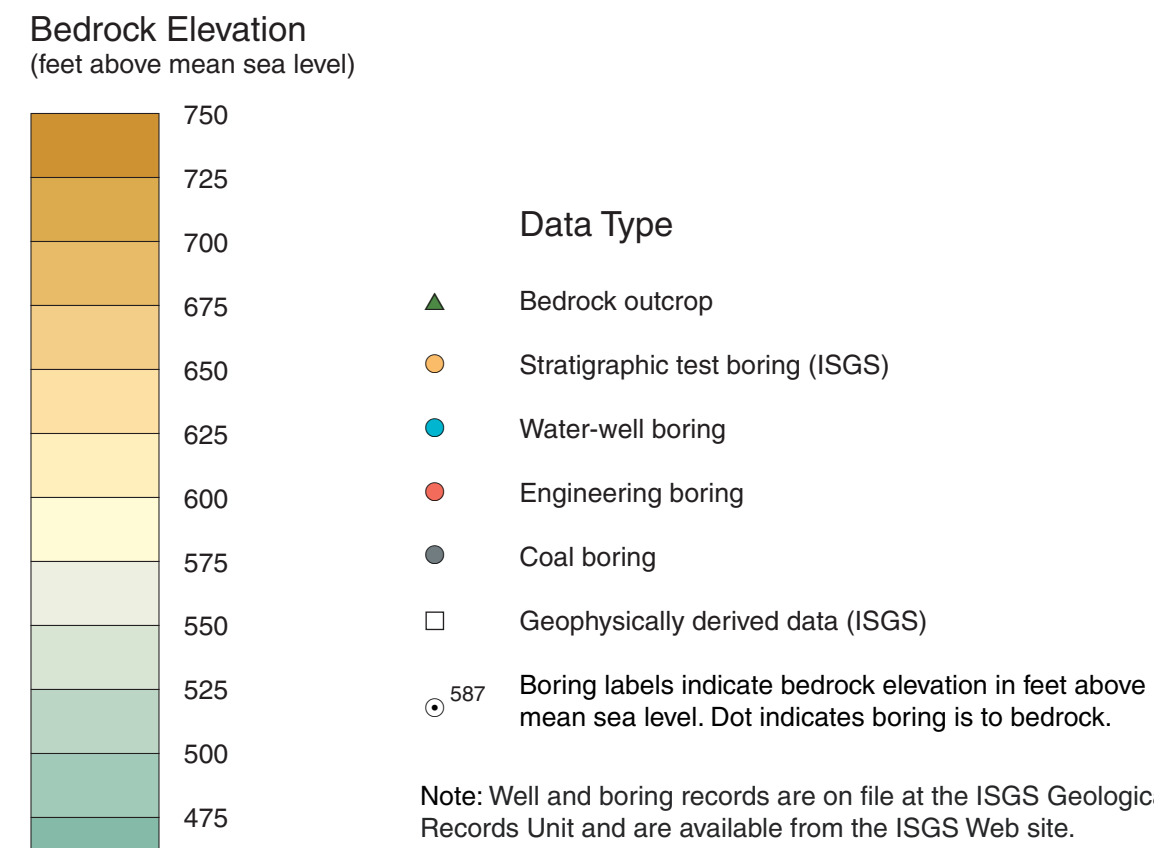 Bedrock Elevation
(feet above mean sea level)
750
725
700
675
650
625
600
575
550
525
500
475
Data Type
Bedrock outcrop
Stratigraphic test boring (ISGS)
Water-well boring
Engineering boring
Coal boring
Geophysically derived data (ISGS)
587
Boring labels indicate bedrock elevation in feet above
mean sea level. Dot indicates boring is to bedrock.
Note: Well and boring records are on file at the ISGS Geologic
Records Unit and are available from the ISGS Web site.